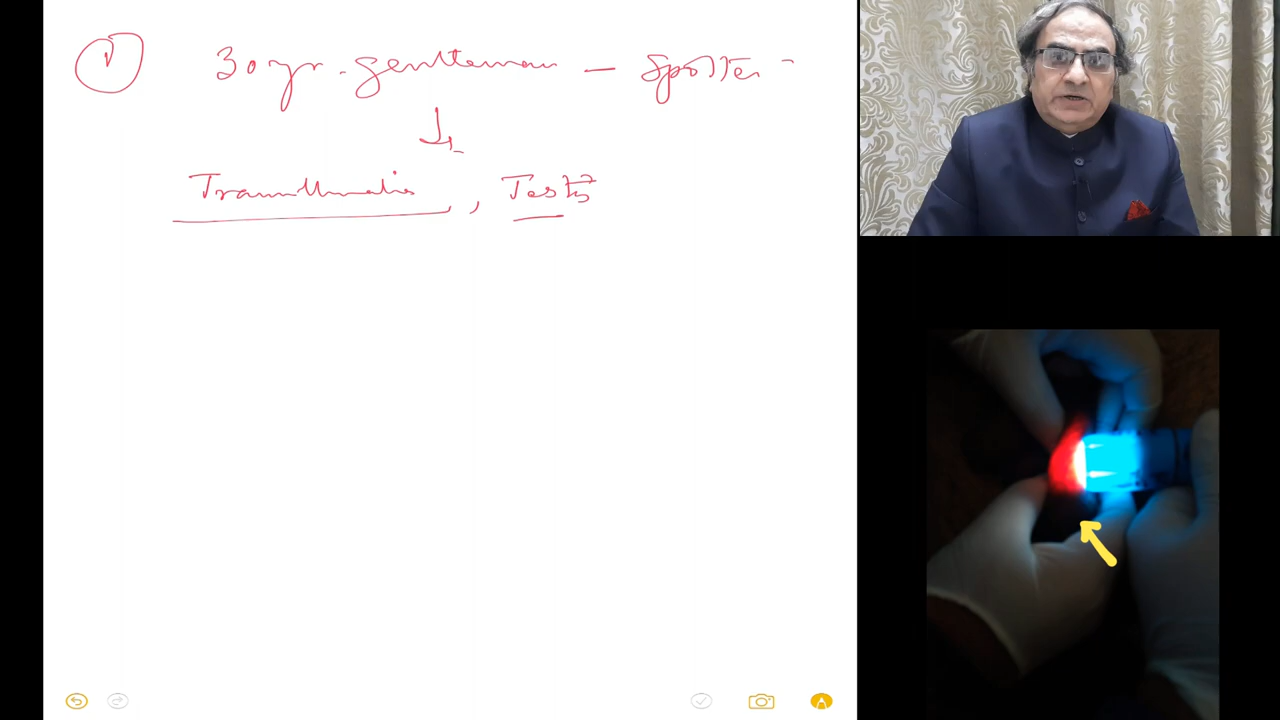 1
30 yr. gentleman - Spotter
Transillumination, Testis